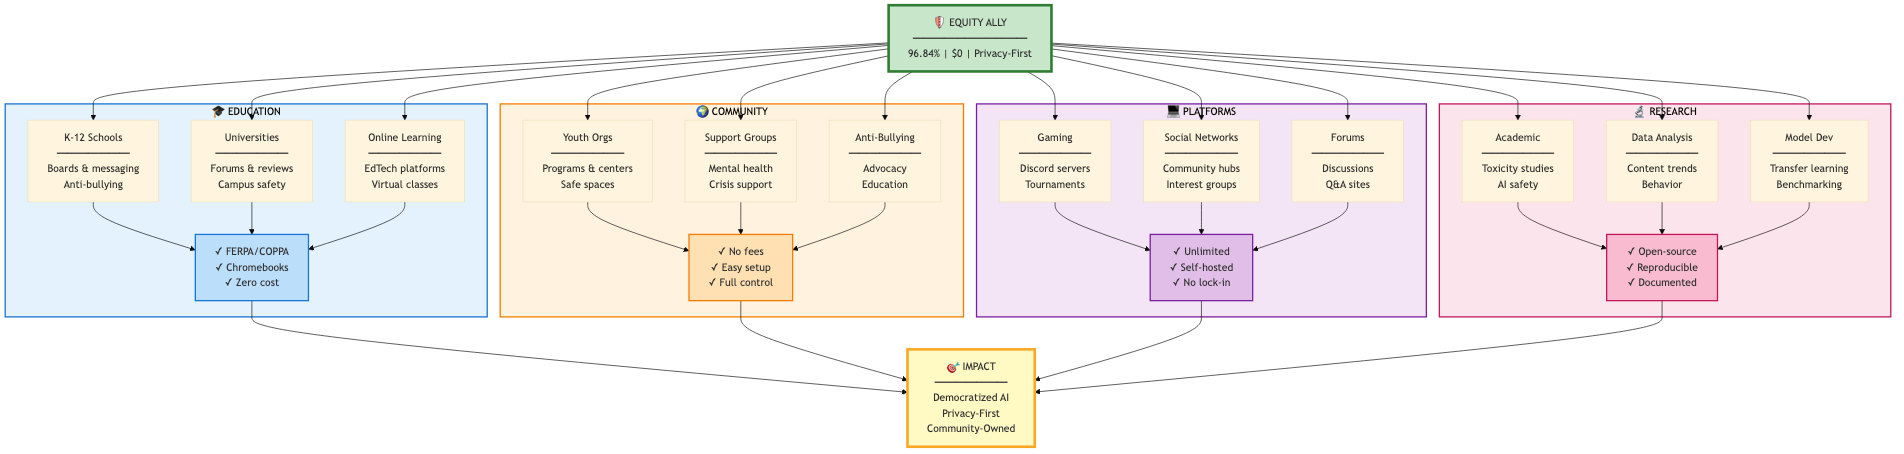 🛡️ EQUITY ALLY
━━━━━━━━━━━━━━━
96.84% | $0 | Privacy-First
🎓 EDUCATION
K-12 Schools
Boards & messaging
Anti-bullying
Universities
Forums & reviews
Campus safety
Online Learning
EdTech platforms
Virtual classes
✓ FERPA/COPPA
✓ Chromebooks
✓ Zero cost
🌍 COMMUNITY
Youth Orgs
Programs & centers
Safe spaces
Support Groups
Mental health
Crisis support
Anti-Bullying
Advocacy
Education
✓ No fees
✓ Easy setup
✓ Full control
💻 PLATFORMS
Gaming
Discord servers
Tournaments
Social Networks
Community hubs
Interest groups
Forums
Discussions
Q&A sites
✓ Unlimited
✓ Self-hosted
✓ No lock-in
🔬 RESEARCH
Academic
Toxicity studies
AI safety
Data Analysis
Content trends
Behavior
Model Dev
Transfer learning
Benchmarking
✓ Open-source
✓ Reproducible
✓ Documented
🎯 IMPACT
Democratized AI
Privacy-First
Community-Owned